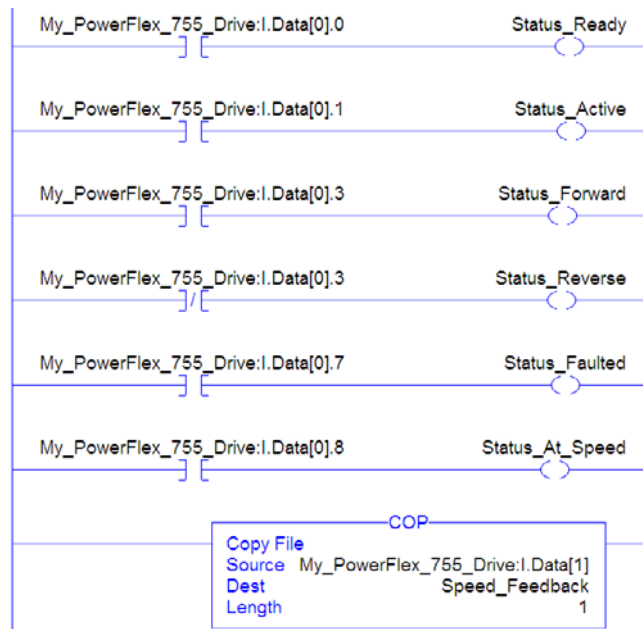 My_PowerFlex_755_Drive:I.Data[0].0 Status_Ready
My_PowerFlex_755_Drive:I.Data[0].1 Status_Active
My_PowerFlex_755_Drive:I.Data[0].3 Status_Forward
My_PowerFlex_755_Drive:I.Data[0].3 Status_Reverse
My_PowerFlex_755_Drive:I.Data[0].7 Status_Faulted
My_PowerFlex_755_Drive:I.Data[0].8 Status_At_Speed
COP
Copy File
Source My_PowerFlex_755_Drive:I.Data[1]
Dest Speed_Feedback
Length 1